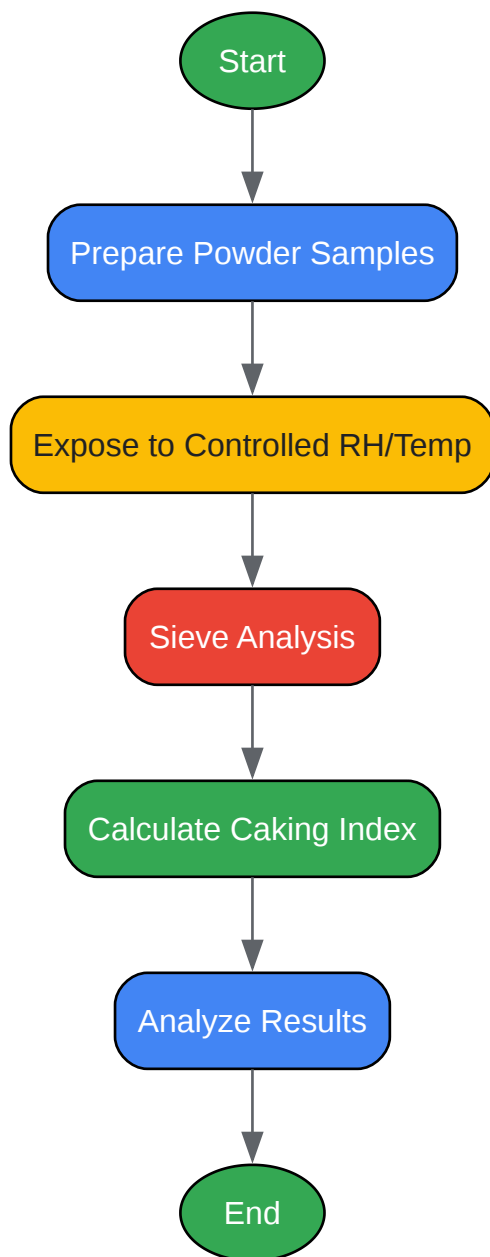 Start
Prepare Powder Samples
Expose to Controlled RH/Temp
Sieve Analysis
Calculate Caking Index
Analyze Results
End